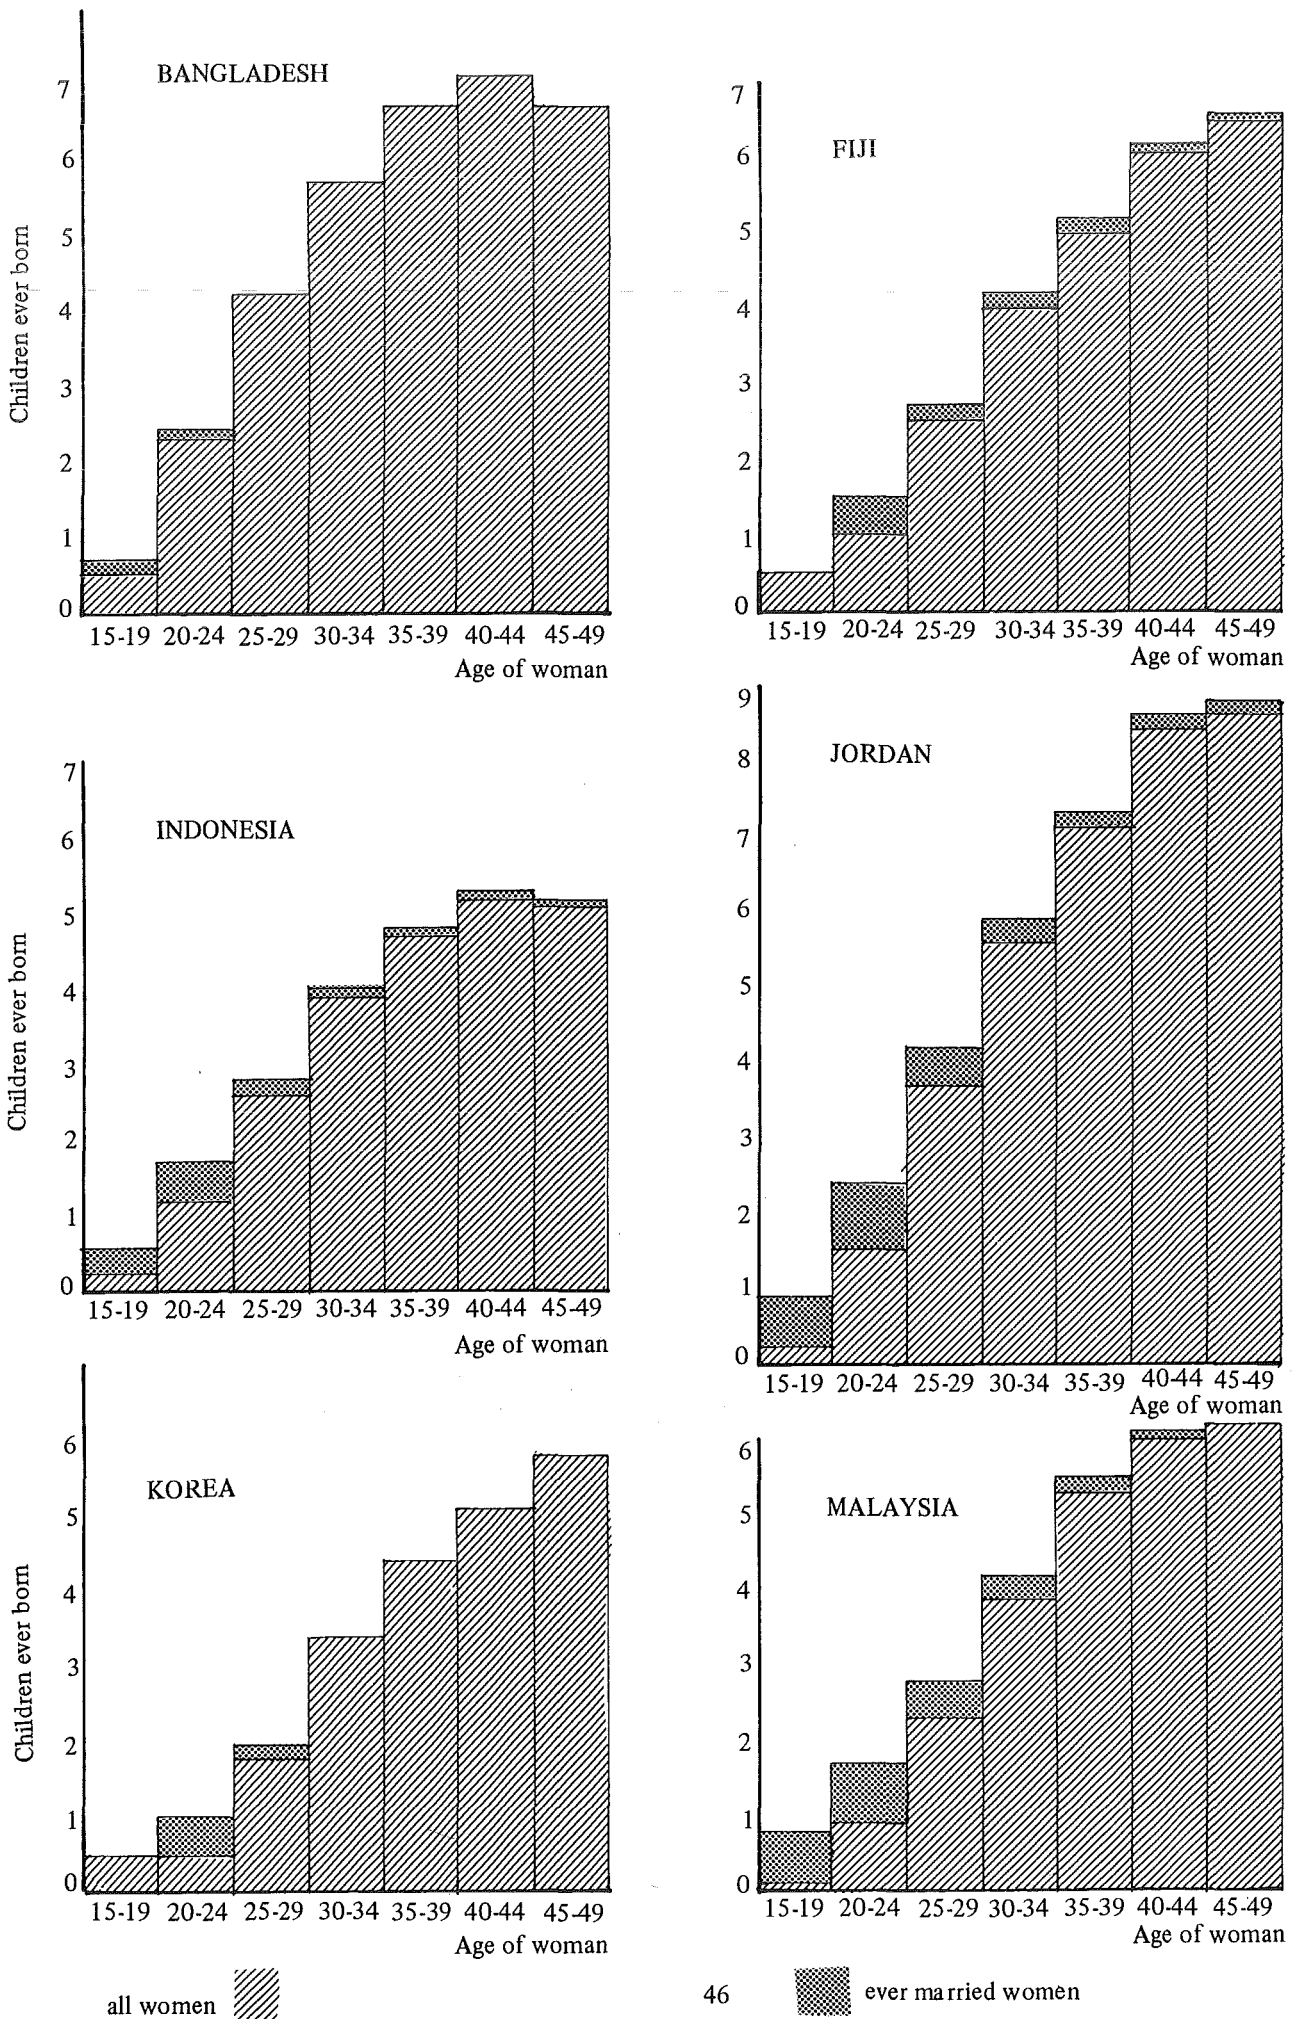 BANGLADESH
7
6
5
4
3
2
1
0
Children ever born
15-19 20-24 25-29 30-34 35-39 40-44 45-49
Age of woman
FIJI
7
6
5
4
3
2
1
0
15-19 20-24 25-29 30-34 35-39 40-44 45-49
Age of woman
INDONESIA
7
6
5
4
3
2
1
0
Children ever born
15-19 20-24 25-29 30-34 35-39 40-44 45-49
Age of woman
JORDAN
9
8
7
6
5
4
3
2
1
0
15-19 20-24 25-29 30-34 35-39 40-44 45-49
Age of woman
KOREA
6
5
4
3
2
1
0
Children ever born
15-19 20-24 25-29 30-34 35-39 40-44 45-49
Age of woman
MALAYSIA
6
5
4
3
2
1
0
15-19 20-24 25-29 30-34 35-39 40-44 45-49
Age of woman
all women
46
ever married women